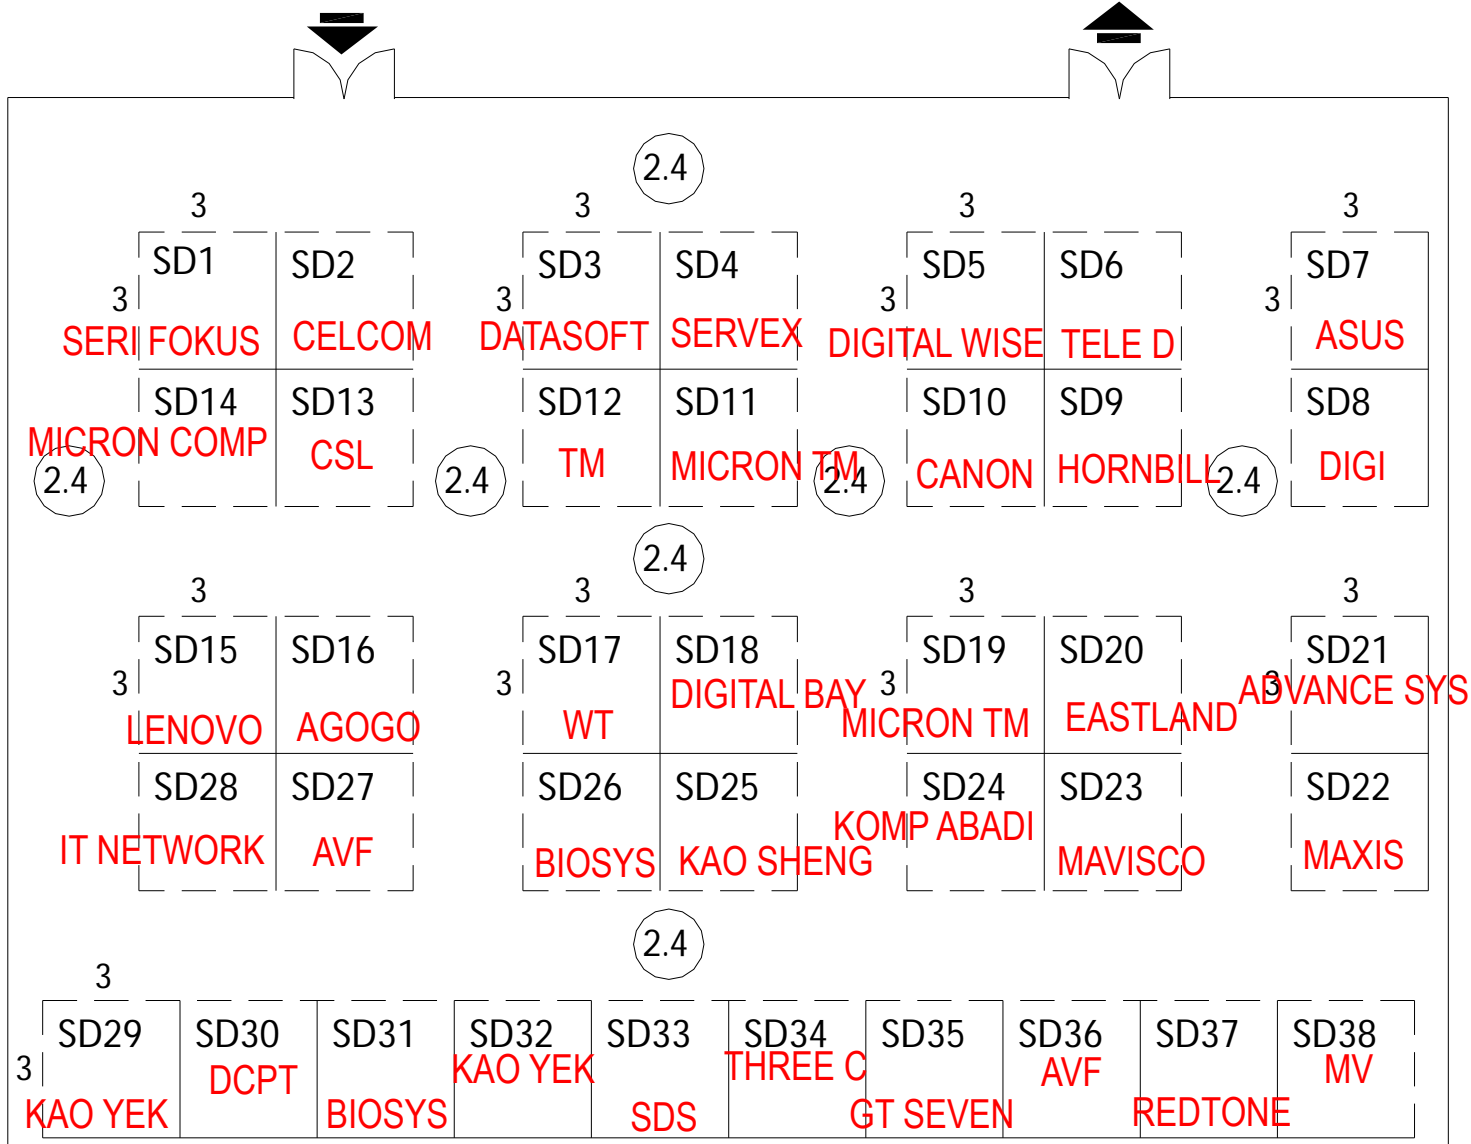 2.4
3 3 3 3
SD1 SD2 SD3 SD4 SD5 SD6 SD7
3 3 3 3
SERI FOKUS CELCOM DATASOFT SERVEX DIGITAL WISE TELE D ASUS
SD14 SD13 SD12 SD11 SD10 SD9 SD8
MICRON COMP CSL TM MICRON TM CANON HORNBILL DIGI
2.4 2.4 2.4 2.4
2.4
3 3 3 3
SD15 SD16 SD17 SD18 SD19 SD20 SD21
3 3 3 3
LENOVO AGOGO WT DIGITAL BAY MICRON TM EASTLAND ADVANCE SYS
SD28 SD27 SD26 SD25 SD24 SD23 SD22
IT NETWORK AVF BIOSYS KAO SHENG KOMP ABADI MAVISCO MAXIS
2.4
3
SD29 SD30 SD31 SD32 SD33 SD34 SD35 SD36 SD37 SD38
3
KAO YEK DCPT BIOSYS KAO YEK SDS THREE C GT SEVEN AVF REDTONE MV